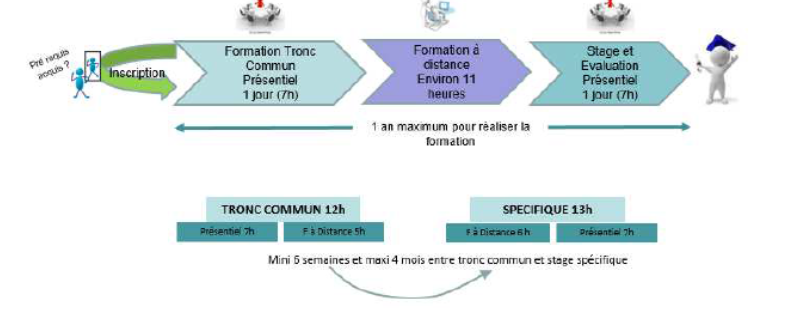 Pré requis
acquis ?
Inscription
Formation Tronc
Commun
Présentiel
1 jour (7h)
Formation à
distance
Environ 11
heures
Stage et
Evaluation
Présentiel
1 jour (7h)
1 an maximum pour réaliser la
formation
TRONC COMMUN 12h
Présentiel 7h
F à Distance 5h
SPECIFIQUE 13h
F à Distance 6 h
Présentiel 7h
Mini 6 semaines et maxi 4 mois entre tronc commun et stage spécifique